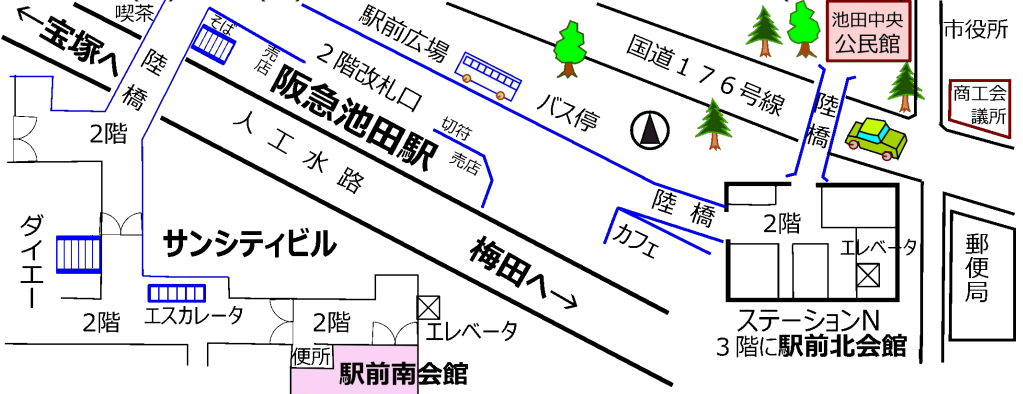 喫茶
←宝塚へ
陸橋
そば
売店
2階改札口
駅前広場
バス停
国道176号線
池田中央
公民館
市役所
商工会
議所
陸橋
阪急池田駅
切符
売店
人工水路
2階
ダイエー
サンシティビル
梅田へ→
陸橋
カフェ
2階
エレベータ
郵便局
ステーションN
3階に駅前北会館
2階
エスカレータ
2階
エレベータ
便所
駅前南会館